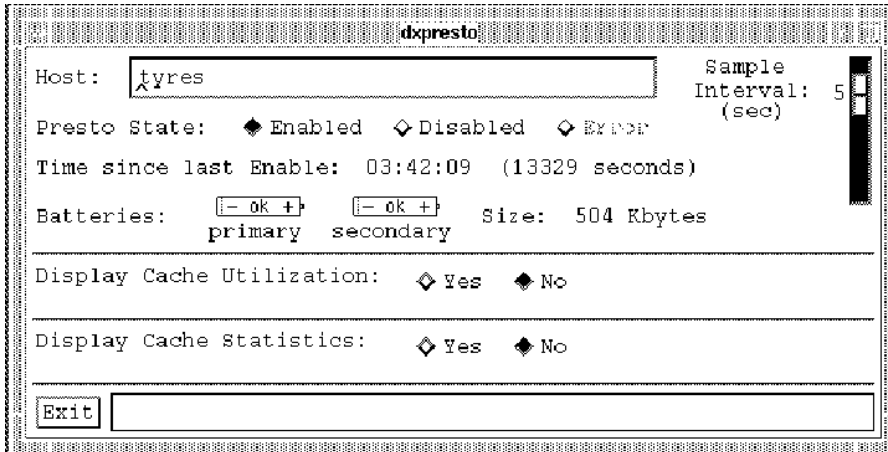 dxpresto
Host: tyres
Sample
Interval: 5
(sec)
Presto State: Enabled Disabled Error
Time since last Enable: 03:42:09 (13329 seconds)
Batteries: - ok + - ok + Size: 504 Kbytes
primary secondary
Display Cache Utilization: Yes No
Display Cache Statistics: Yes No
Exit